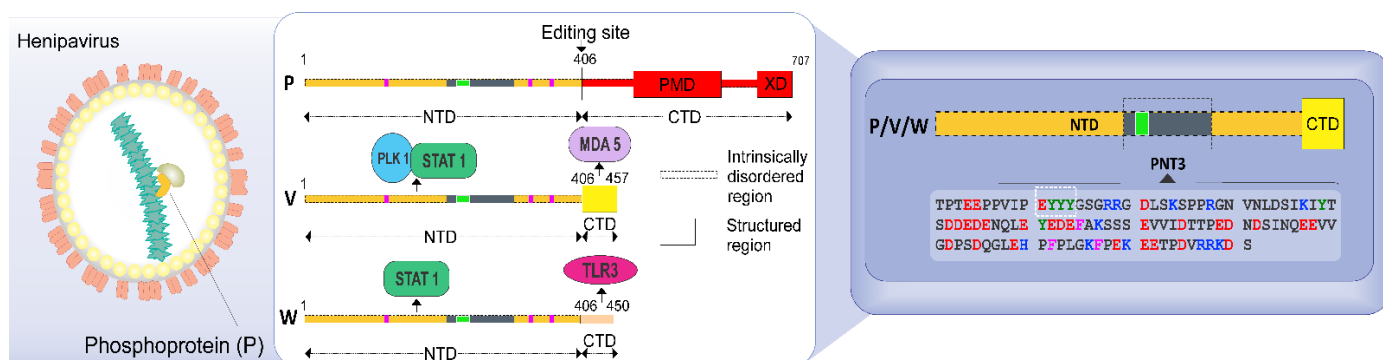 Henipavirus
Phosphoprotein (P)
Editing site
1
406
707
P
PMD
XD
NTD
CTD
PLK 1
STAT 1
MDA 5
1
406 457
V
CTD
NTD
STAT 1
TLR3
1
406 450
W
CTD
NTD
Intrinsically
disordered
region
Structured
region
P/V/W
NTD
CTD
PNT3
TPTEEPPVIP EYYYGSGRRG DLSKSPPRGN VNLDSIKIYT
SDDEDENQLE YEDEFAKSSS EVVIDTTPED NDSINQEEVV
GDPSDQGLEH PFPLGKFPEK EETPDVRRKD S